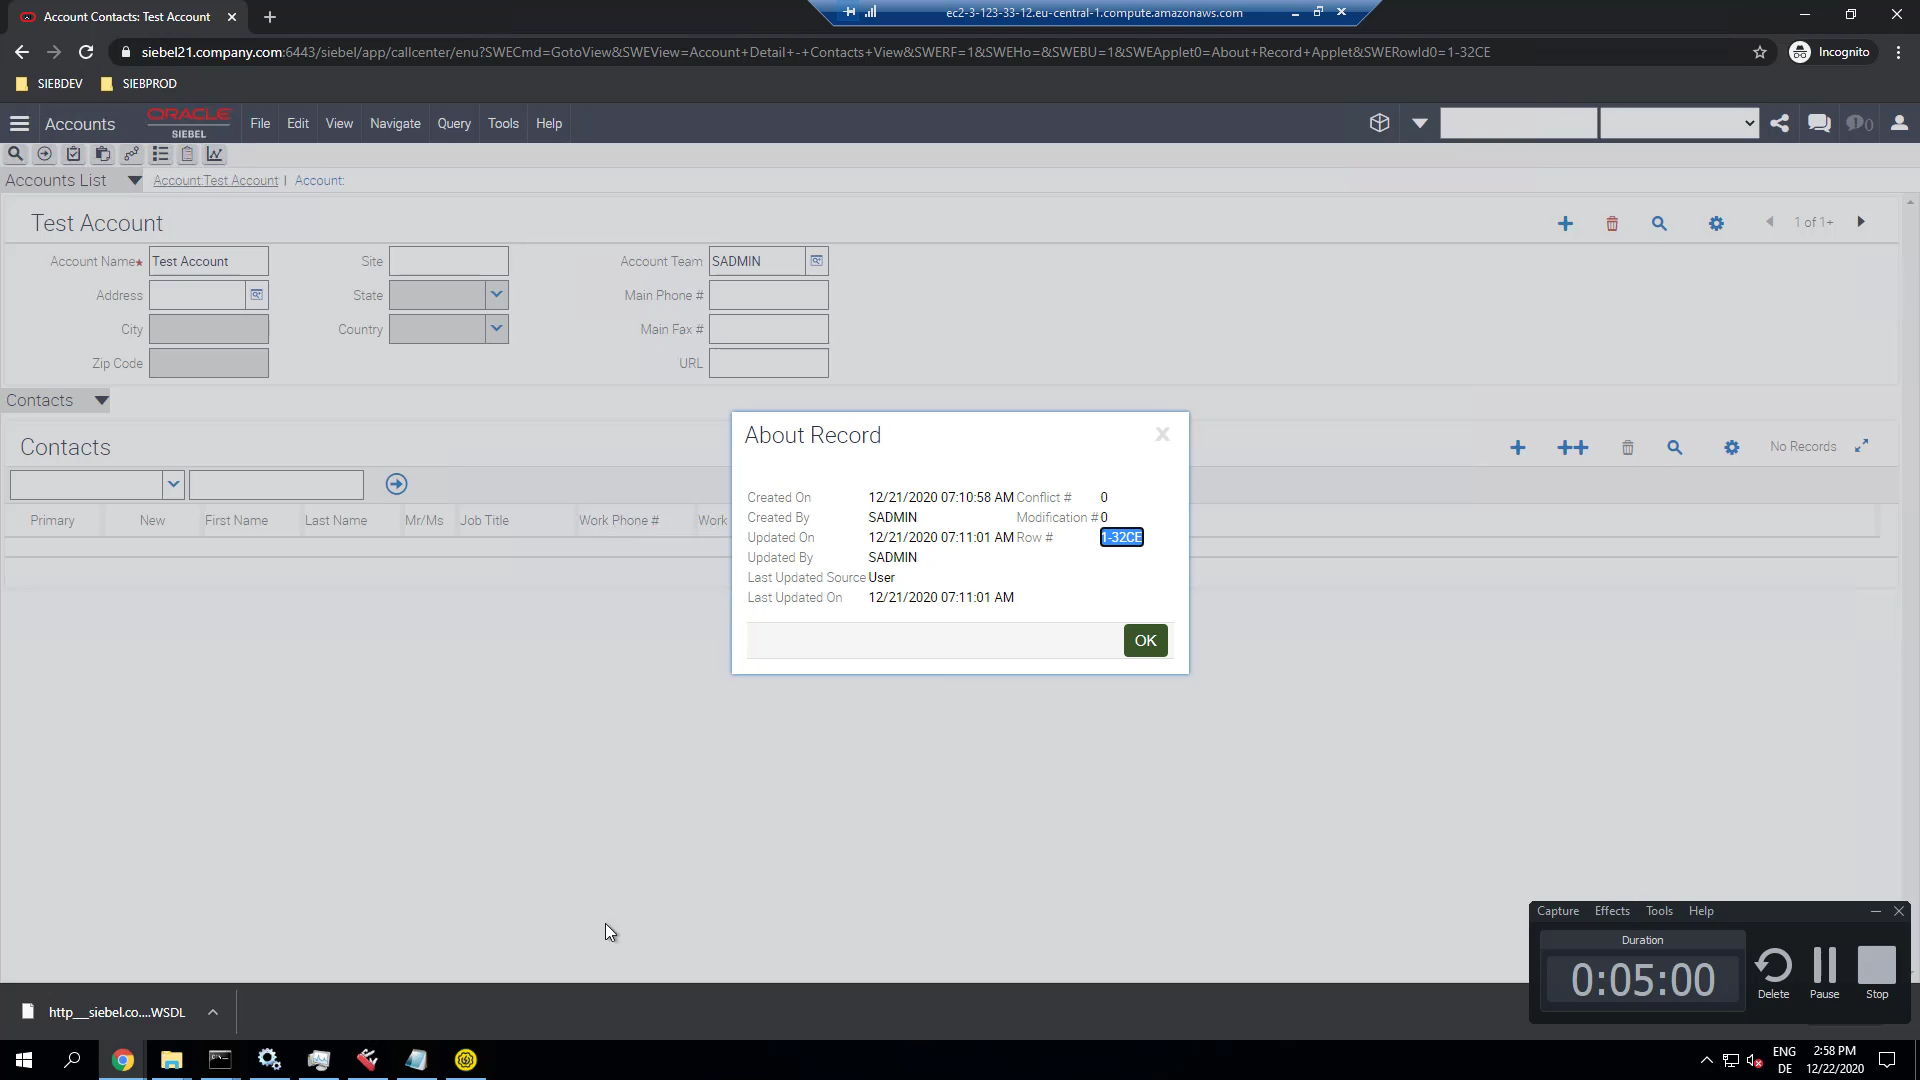 Account Contacts: Test Account
ec2-3-123-33-12.eu-central-1.compute.amazonaws.com
siebel21.company.com:6443/siebel/app/callcenter/enu?SWECmd=GotoView&SWEView=Account+Detail+-+Contacts+View&SWERF=1&SWEHo=&SWEBU=1&SWEApplet0=About+Record+Applet&SWERowId0=1-32CE
Incognito
SIEBDEV SIEBPROD
Accounts ORACLE SIEBEL File Edit View Navigate Query Tools Help 0
Accounts List Account:Test Account | Account:
Test Account 1 of 1+
Account Name* Test Account Site Account Team SADMIN
Address State Main Phone #
City Country Main Fax #
Zip Code URL
Contacts
Contacts No Records
Primary New First Name Last Name Mr/Ms Job Title Work Phone # Work
About Record
Created On 12/21/2020 07:10:58 AM Conflict # 0
Created By SADMIN Modification # 0
Updated On 12/21/2020 07:11:01 AM Row # 1-32CE
Updated By SADMIN
Last Updated Source User
Last Updated On 12/21/2020 07:11:01 AM
OK
Capture Effects Tools Help
Duration
0:05:00
Delete Pause Stop
http__siebel.co....WSDL
ENG 2:58 PM
DE 12/22/2020